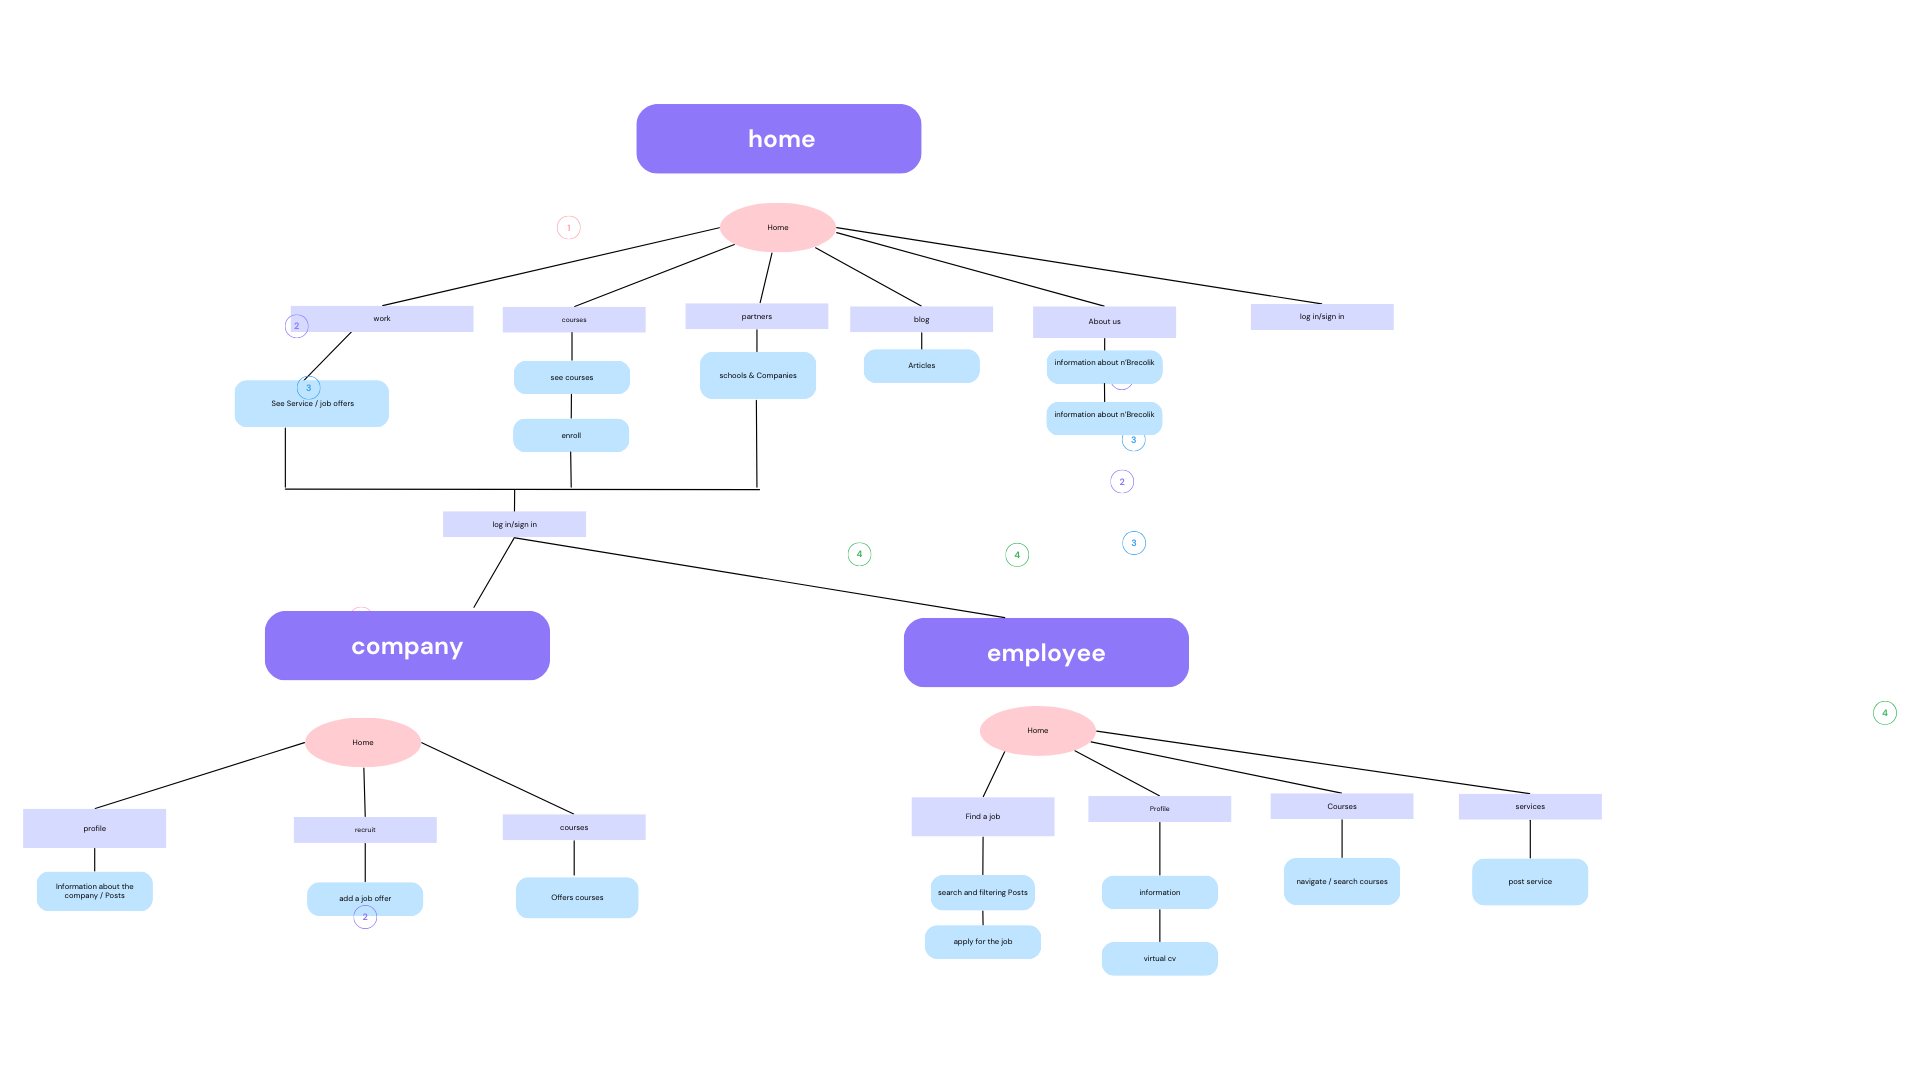 home
1
Home
work
courses
partners
blog
About us
log in/sign in
2
3
See Service / job offers
see courses
schools & Companies
Articles
information about n'Brecolik
enroll
information about n'Brecolik
3
2
log in/sign in
4
4
3
company
employee
4
Home
Home
profile
recruit
courses
Find a job
Profile
Courses
services
Information about the
company / Posts
add a job offer
2
Offers courses
search and filtering Posts
information
navigate / search courses
post service
apply for the job
virtual cv